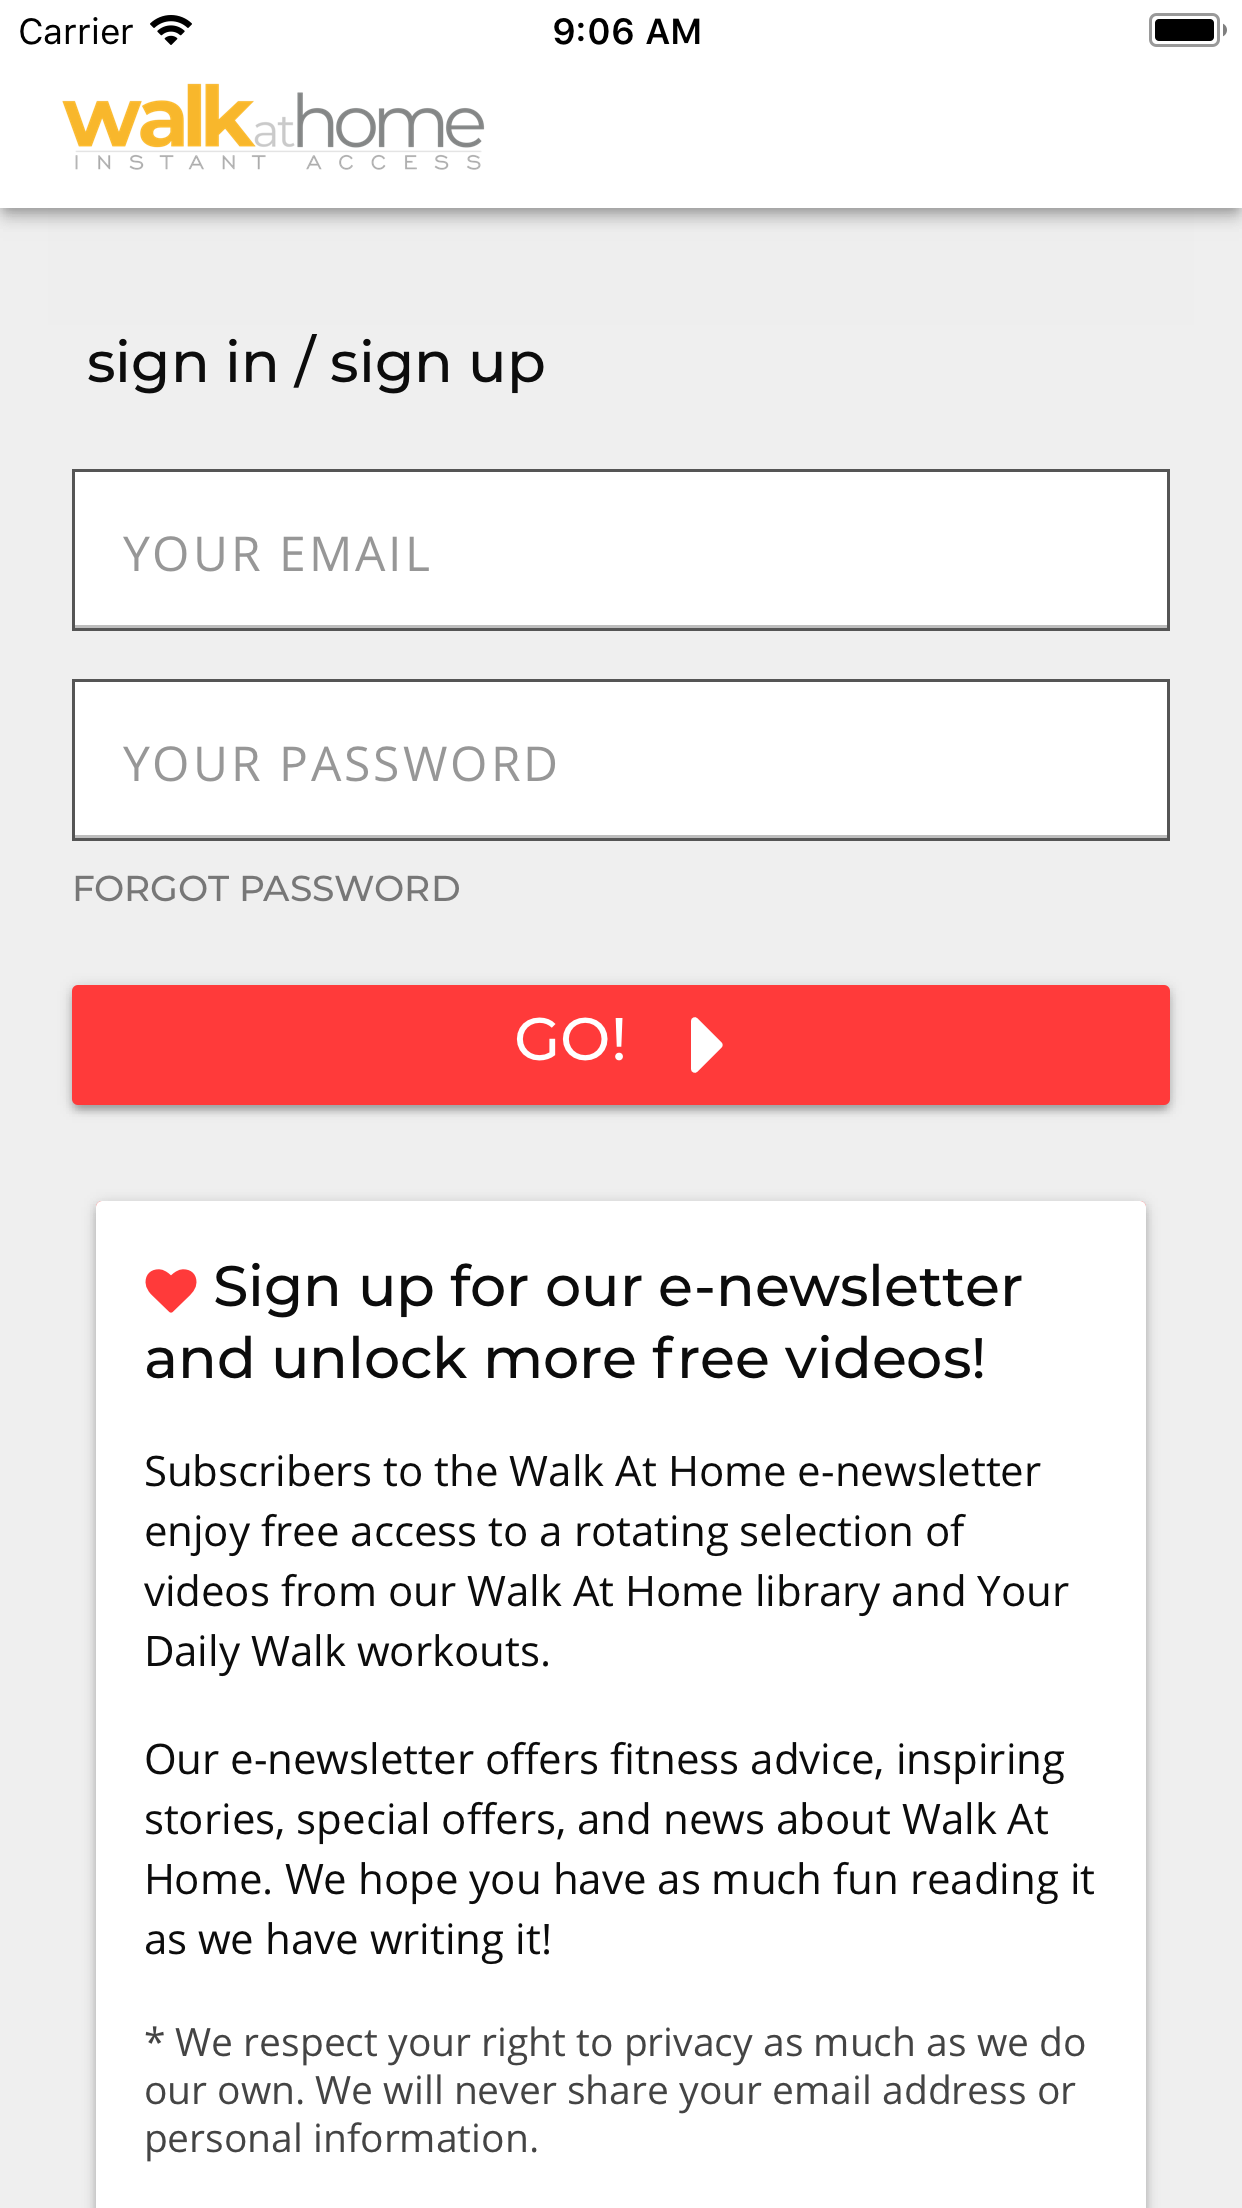 Carrier 9:06 AM
walkathome
INSTANT ACCESS
sign in / sign up
YOUR EMAIL
YOUR PASSWORD
FORGOT PASSWORD
GO!
Sign up for our e-newsletter
and unlock more free videos!
Subscribers to the Walk At Home e-newsletter
enjoy free access to a rotating selection of
videos from our Walk At Home library and Your
Daily Walk workouts.
Our e-newsletter offers fitness advice, inspiring
stories, special offers, and news about Walk At
Home. We hope you have as much fun reading it
as we have writing it!
* We respect your right to privacy as much as we do
our own. We will never share your email address or
personal information.